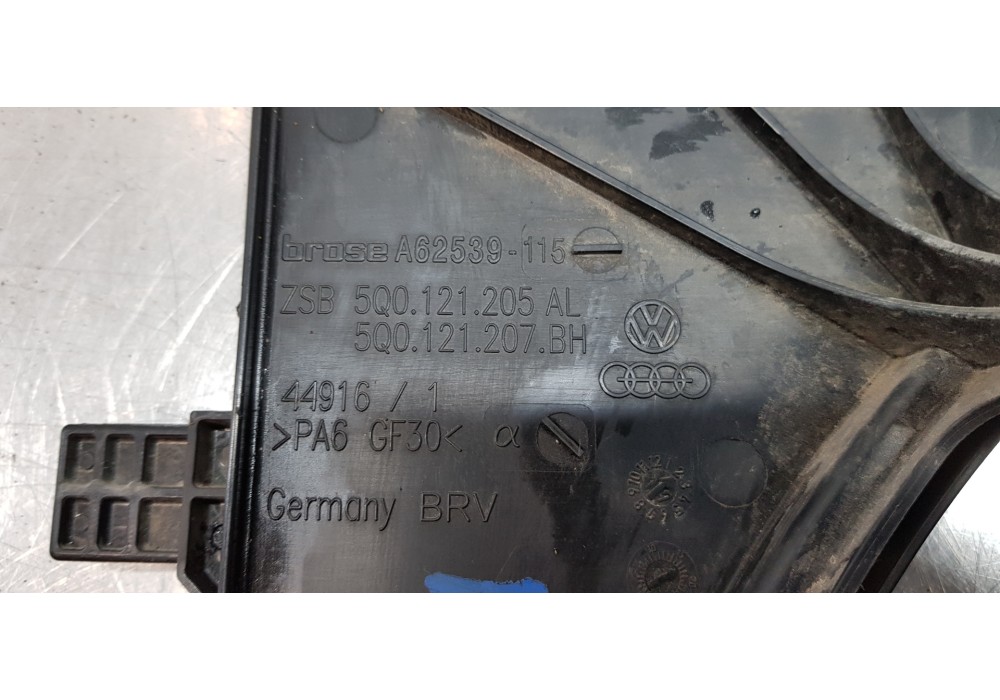 brose A62539-115
ZSB 5Q0.121.205 AL
5Q0.121.207.BH
44916 / 1
>PA6 GF30< α
Germany BRV